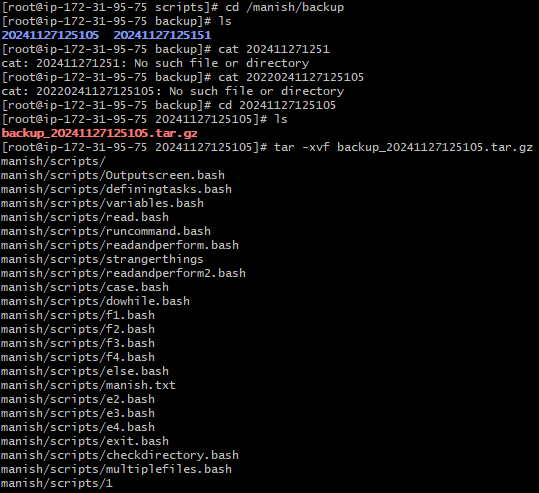 [root@ip-172-31-95-75 scripts]# cd /manish/backup
[root@ip-172-31-95-75 backup]# ls
20241127125105  20241127125151
[root@ip-172-31-95-75 backup]# cat 202411271251
cat: 202411271251: No such file or directory
[root@ip-172-31-95-75 backup]# cat 20220241127125105
cat: 20220241127125105: No such file or directory
[root@ip-172-31-95-75 backup]# cd 20241127125105
[root@ip-172-31-95-75 20241127125105]# ls
backup_20241127125105.tar.gz
[root@ip-172-31-95-75 20241127125105]# tar -xvf backup_20241127125105.tar.gz
manish/scripts/
manish/scripts/Outputscreen.bash
manish/scripts/definingtasks.bash
manish/scripts/variables.bash
manish/scripts/read.bash
manish/scripts/runcommand.bash
manish/scripts/readandperform.bash
manish/scripts/strangerthings
manish/scripts/readandperform2.bash
manish/scripts/case.bash
manish/scripts/dowhile.bash
manish/scripts/f1.bash
manish/scripts/f2.bash
manish/scripts/f3.bash
manish/scripts/f4.bash
manish/scripts/else.bash
manish/scripts/manish.txt
manish/scripts/e2.bash
manish/scripts/e3.bash
manish/scripts/e4.bash
manish/scripts/exit.bash
manish/scripts/checkdirectory.bash
manish/scripts/multiplefiles.bash
manish/scripts/1